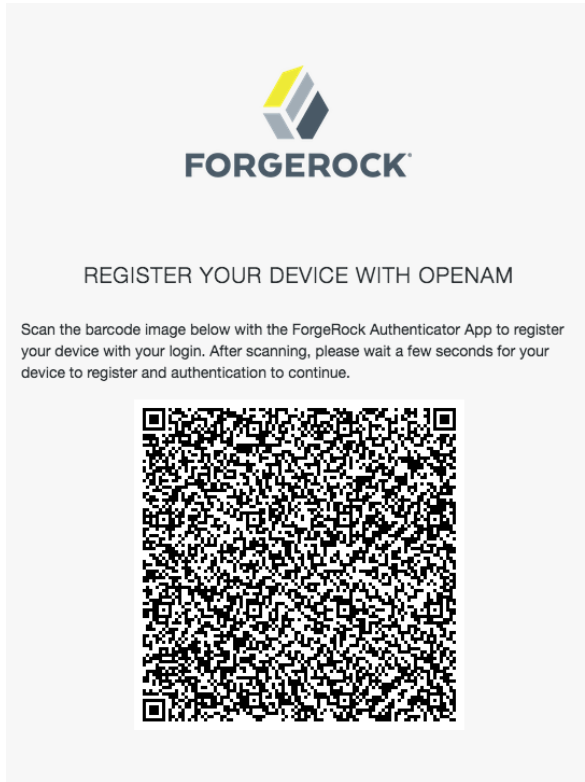 FORGEROCK
REGISTER YOUR DEVICE WITH OPENAM
Scan the barcode image below with the ForgeRock Authenticator App to register
your device with your login. After scanning, please wait a few seconds for your
device to register and authentication to continue.